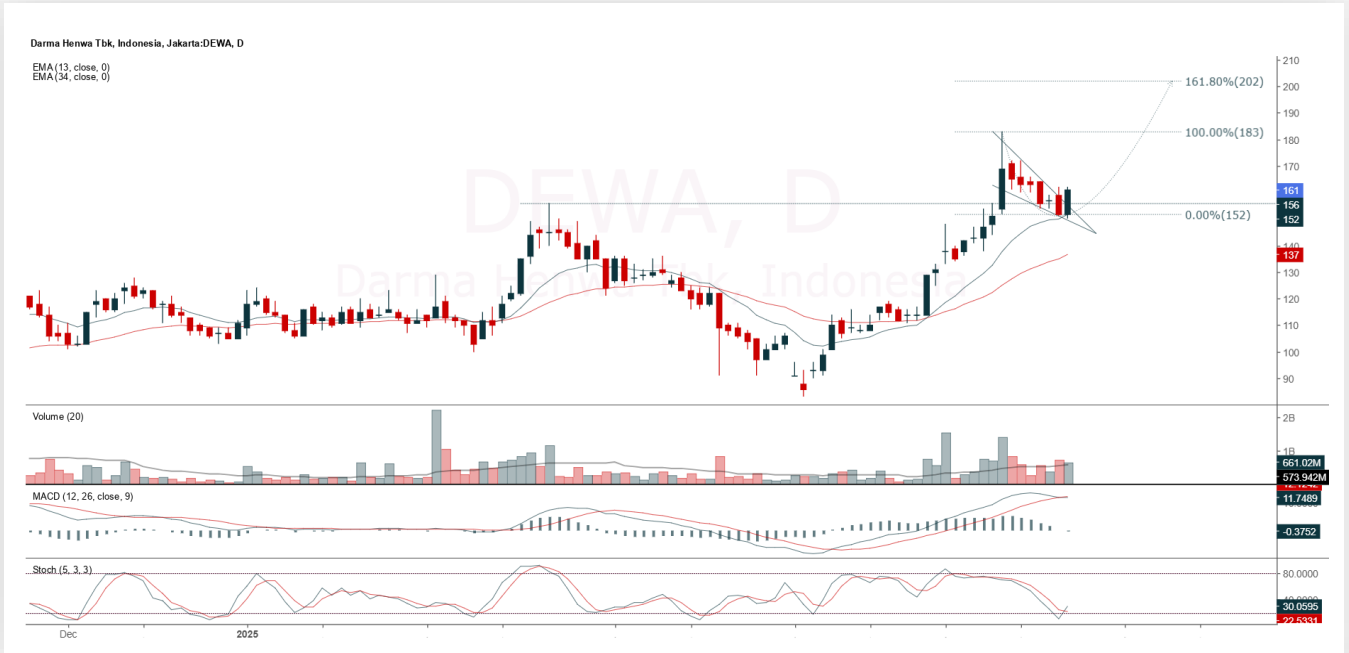 Darma Henwa Tbk, Indonesia, Jakarta:DEWA, D
EMA (13, close, 0)
EMA (34, close, 0)
DEWA, D
Darma Henwa Tbk, Indonesia
161.80%(202)
100.00%(183)
0.00%(152)
210
200
190
180
170
161
156
152
140
137
130
120
110
100
90
Volume (20)
2B
1B
661.02M
573.942M
MACD (12, 26, close, 9)
11.7489
-0.3752
Stoch (5, 3, 3)
80.0000
30.0595
22.5331
Dec
2025